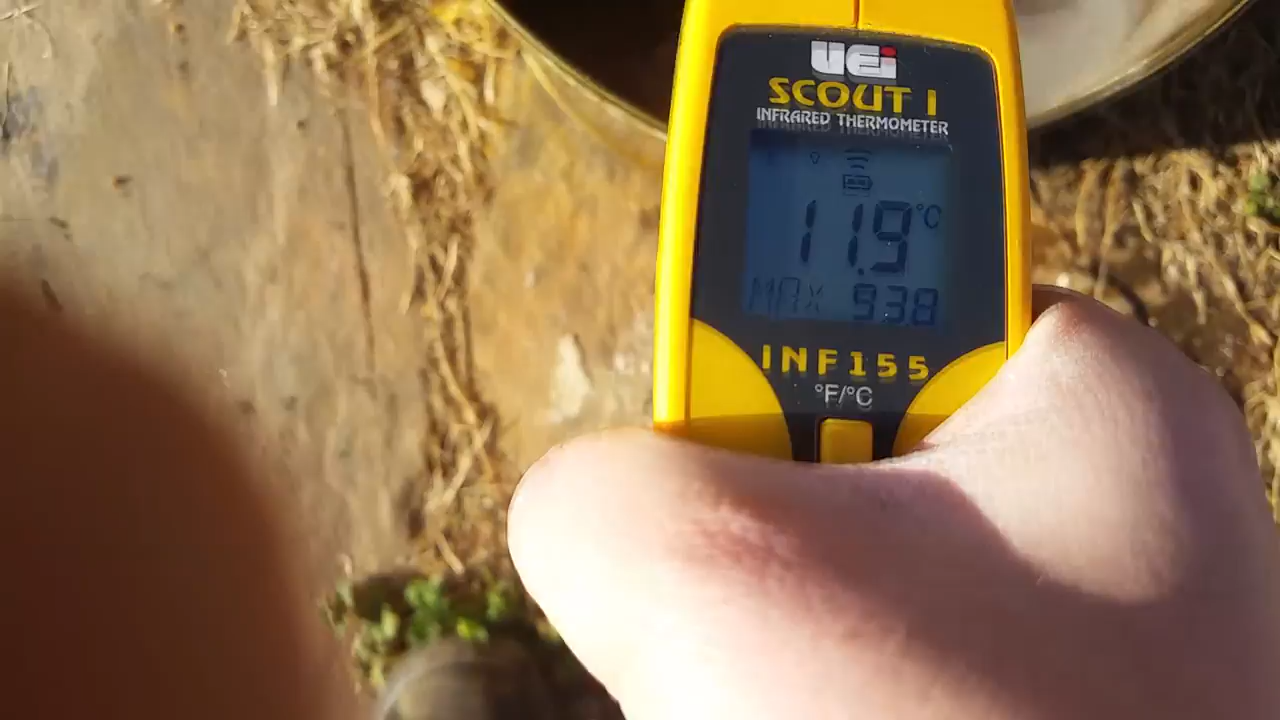 UEi
SCOUT 1
INFRARED THERMOMETER
11.9 °C
MAX 93.8
INF155
°F/°C